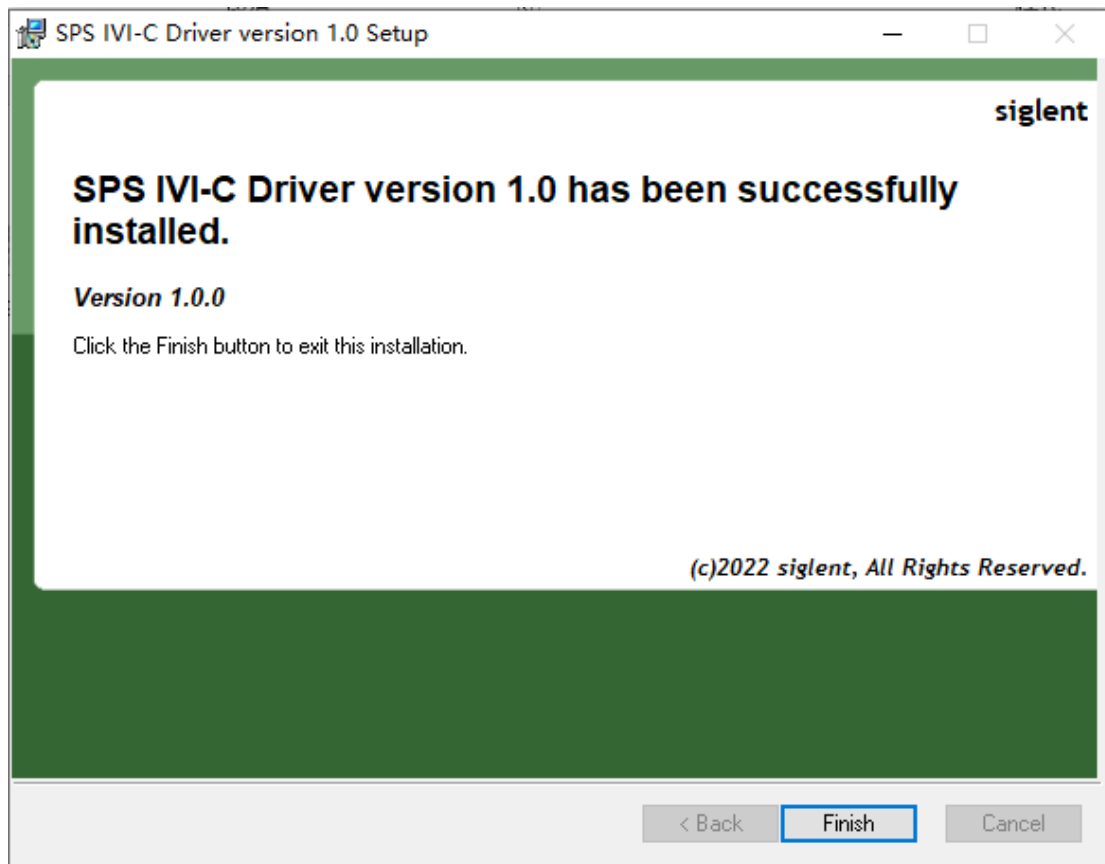 SPS IVI-C Driver version 1.0 Setup
siglent
SPS IVI-C Driver version 1.0 has been successfully
installed.
Version 1.0.0
Click the Finish button to exit this installation.
(c)2022 siglent, All Rights Reserved.
< Back
Finish
Cancel